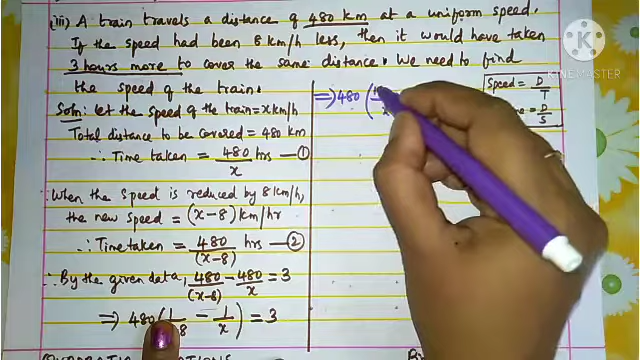 (iii) A train travels a distance of 480 km at a uniform speed.
If the speed had been 8 km/h less, then it would have taken
3 hours more to cover the same distance. We need to find
the speed of the train.
Soln: let the speed of the train = x km/h
Total distance to be covered = 480 km
∴ Time taken = 480/x hrs —①
∴ When the speed is reduced by 8 km/h,
the new speed = (x-8) km/hr
∴ Time taken = 480/(x-8) hrs —②
∴ By the given data, 480/(x-8) - 480/x = 3
⇒ 480( 1/ 8 - 1/x ) = 3
⇒ 480 (
Speed = D/T
= D/S
KINEMASTER